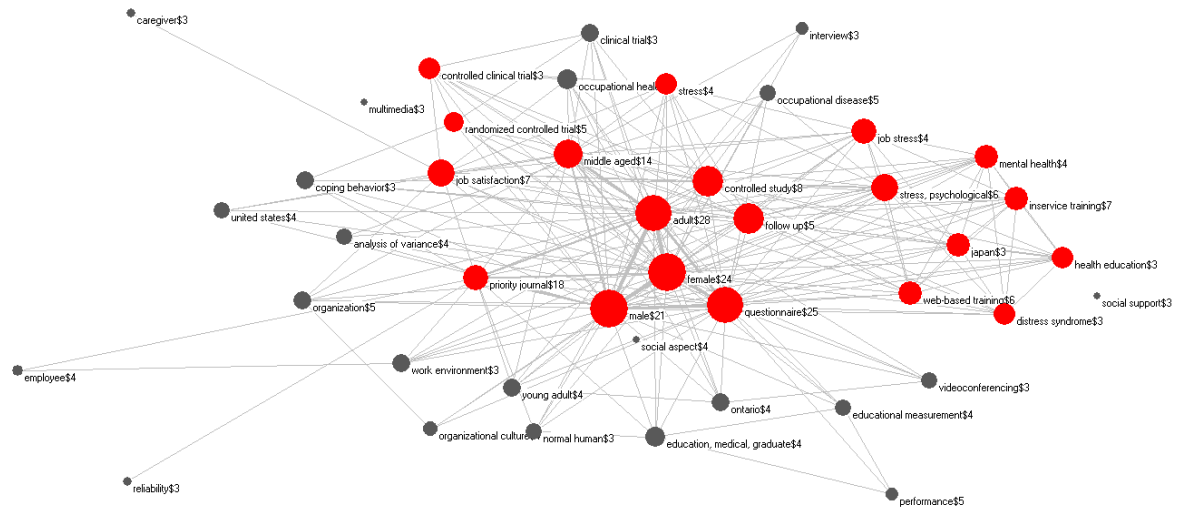 caregiver$3
interview$3
clinical trial$3
controlled clinical trial$3
occupational heal
stress$4
occupational disease$5
multimedia$3
randomized controlled trial$5
job stress$4
middle aged$14
mental health$4
job satisfaction$7
coping behavior$3
controlled study$8
stress, psychological$6
inservice training$7
united states$4
adult$28
follow up$5
analysis of variance$4
japan$3
health education$3
female$24
priority journal$18
web-based training$6
social support$3
organization$5
male$21
questionnaire$25
distress syndrome$3
social aspect$4
employee$4
work environment$3
videoconferencing$3
young adult$4
ontario$4
educational measurement$4
organizational culture
normal human$3
education, medical, graduate$4
reliability$3
performance$5